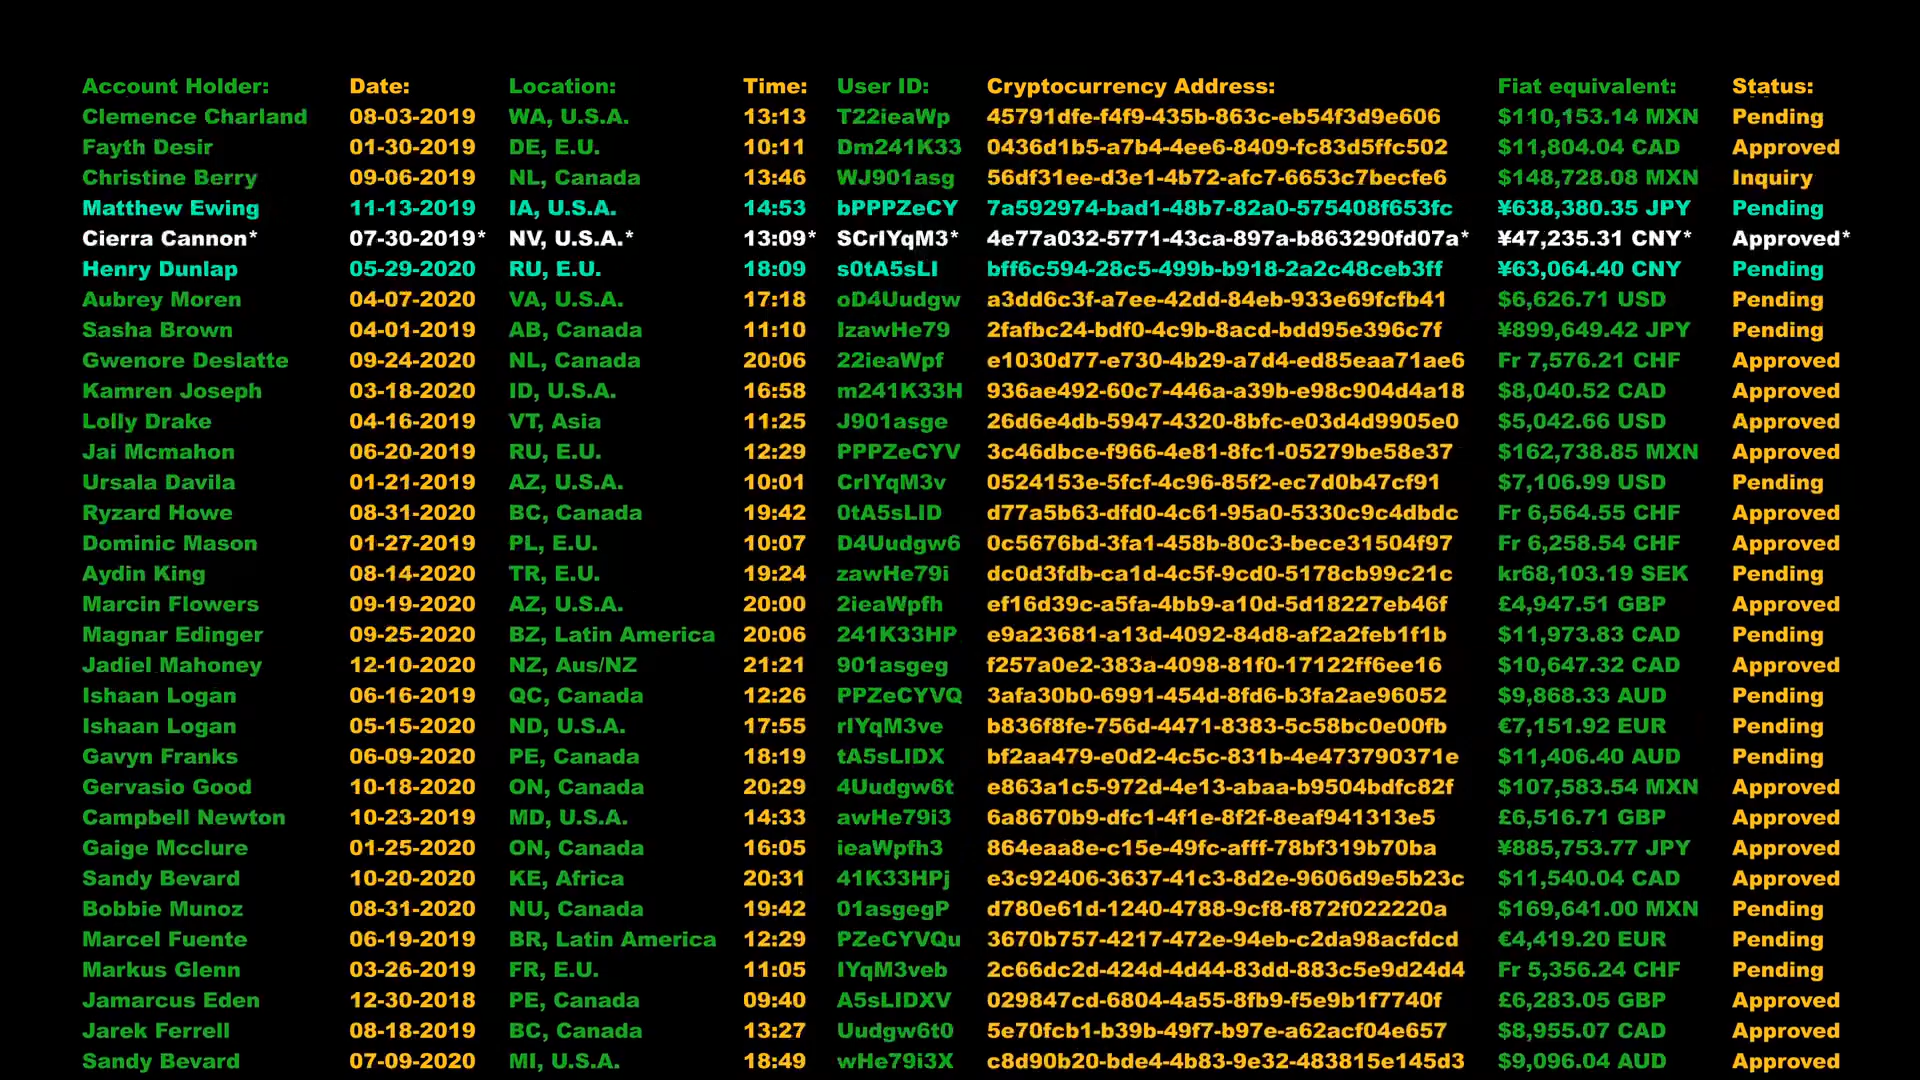 Account Holder: Date: Location: Time: User ID: Cryptocurrency Address: Fiat equivalent: Status:
Clemence Charland 08-03-2019 WA, U.S.A. 13:13 T22ieaWp 45791dfe-f4f9-435b-863c-eb54f3d9e606 $110,153.14 MXN Pending
Fayth Desir 01-30-2019 DE, E.U. 10:11 Dm241K33 0436d1b5-a7b4-4ee6-8409-fc83d5ffc502 $11,804.04 CAD Approved
Christine Berry 09-06-2019 NL, Canada 13:46 WJ901asg 56df31ee-d3e1-4b72-afc7-6653c7becfe6 $148,728.08 MXN Inquiry
Matthew Ewing 11-13-2019 IA, U.S.A. 14:53 bPPPZeCY 7a592974-bad1-48b7-82a0-575408f653fc ¥638,380.35 JPY Pending
Cierra Cannon* 07-30-2019* NV, U.S.A.* 13:09* SCrIYqM3* 4e77a032-5771-43ca-897a-b863290fd07a* ¥47,235.31 CNY* Approved*
Henry Dunlap 05-29-2020 RU, E.U. 18:09 s0tA5sLI bff6c594-28c5-499b-b918-2a2c48ceb3ff ¥63,064.40 CNY Pending
Aubrey Moren 04-07-2020 VA, U.S.A. 17:18 oD4Uudgw a3dd6c3f-a7ee-42dd-84eb-933e69fcfb41 $6,626.71 USD Pending
Sasha Brown 04-01-2019 AB, Canada 11:10 IzawHe79 2fafbc24-bdf0-4c9b-8acd-bdd95e396c7f ¥899,649.42 JPY Pending
Gwenore Deslatte 09-24-2020 NL, Canada 20:06 22ieaWpf e1030d77-e730-4b29-a7d4-ed85eaa71ae6 Fr 7,576.21 CHF Approved
Kamren Joseph 03-18-2020 ID, U.S.A. 16:58 m241K33H 936ae492-60c7-446a-a39b-e98c904d4a18 $8,040.52 CAD Approved
Lolly Drake 04-16-2019 VT, Asia 11:25 J901asge 26d6e4db-5947-4320-8bfc-e03d4d9905e0 $5,042.66 USD Approved
Jai Mcmahon 06-20-2019 RU, E.U. 12:29 PPPZeCYV 3c46dbce-f966-4e81-8fc1-05279be58e37 $162,738.85 MXN Approved
Ursala Davila 01-21-2019 AZ, U.S.A. 10:01 CrIYqM3v 0524153e-5fcf-4c96-85f2-ec7d0b47cf91 $7,106.99 USD Pending
Ryzard Howe 08-31-2020 BC, Canada 19:42 0tA5sLID d77a5b63-dfd0-4c61-95a0-5330c9c4dbdc Fr 6,564.55 CHF Approved
Dominic Mason 01-27-2019 PL, E.U. 10:07 D4Uudgw6 0c5676bd-3fa1-458b-80c3-bece31504f97 Fr 6,258.54 CHF Approved
Aydin King 08-14-2020 TR, E.U. 19:24 zawHe79i dc0d3fdb-ca1d-4c5f-9cd0-5178cb99c21c kr68,103.19 SEK Pending
Marcin Flowers 09-19-2020 AZ, U.S.A. 20:00 2ieaWpfh ef16d39c-a5fa-4bb9-a10d-5d18227eb46f £4,947.51 GBP Approved
Magnar Edinger 09-25-2020 BZ, Latin America 20:06 241K33HP e9a23681-a13d-4092-84d8-af2a2feb1f1b $11,973.83 CAD Pending
Jadiel Mahoney 12-10-2020 NZ, Aus/NZ 21:21 901asgeg f257a0e2-383a-4098-81f0-17122ff6ee16 $10,647.32 CAD Approved
Ishaan Logan 06-16-2019 QC, Canada 12:26 PPZeCYVQ 3afa30b0-6991-454d-8fd6-b3fa2ae96052 $9,868.33 AUD Pending
Ishaan Logan 05-15-2020 ND, U.S.A. 17:55 rIYqM3ve b836f8fe-756d-4471-8383-5c58bc0e00fb €7,151.92 EUR Pending
Gavyn Franks 06-09-2020 PE, Canada 18:19 tA5sLIDX bf2aa479-e0d2-4c5c-831b-4e473790371e $11,406.40 AUD Pending
Gervasio Good 10-18-2020 ON, Canada 20:29 4Uudgw6t e863a1c5-972d-4e13-abaa-b9504bdfc82f $107,583.54 MXN Approved
Campbell Newton 10-23-2019 MD, U.S.A. 14:33 awHe79i3 6a8670b9-dfc1-4f1e-8f2f-8eaf941313e5 £6,516.71 GBP Approved
Gaige Mcclure 01-25-2020 ON, Canada 16:05 ieaWpfh3 864eaa8e-c15e-49fc-afff-78bf319b70ba ¥885,753.77 JPY Approved
Sandy Bevard 10-20-2020 KE, Africa 20:31 41K33HPj e3c92406-3637-41c3-8d2e-9606d9e5b23c $11,540.04 CAD Approved
Bobbie Munoz 08-31-2020 NU, Canada 19:42 01asgegP d780e61d-1240-4788-9cf8-f872f022220a $169,641.00 MXN Pending
Marcel Fuente 06-19-2019 BR, Latin America 12:29 PZeCYVQu 3670b757-4217-472e-94eb-c2da98acfdcd €4,419.20 EUR Pending
Markus Glenn 03-26-2019 FR, E.U. 11:05 IYqM3veb 2c66dc2d-424d-4d44-83dd-883c5e9d24d4 Fr 5,356.24 CHF Pending
Jamarcus Eden 12-30-2018 PE, Canada 09:40 A5sLIDXV 029847cd-6804-4a55-8fb9-f5e9b1f7740f £6,283.05 GBP Approved
Jarek Ferrell 08-18-2019 BC, Canada 13:27 Uudgw6t0 5e70fcb1-b39b-49f7-b97e-a62acf04e657 $8,955.07 CAD Approved
Sandy Bevard 07-09-2020 MI, U.S.A. 18:49 wHe79i3X c8d90b20-bde4-4b83-9e32-483815e145d3 $9,096.04 AUD Approved